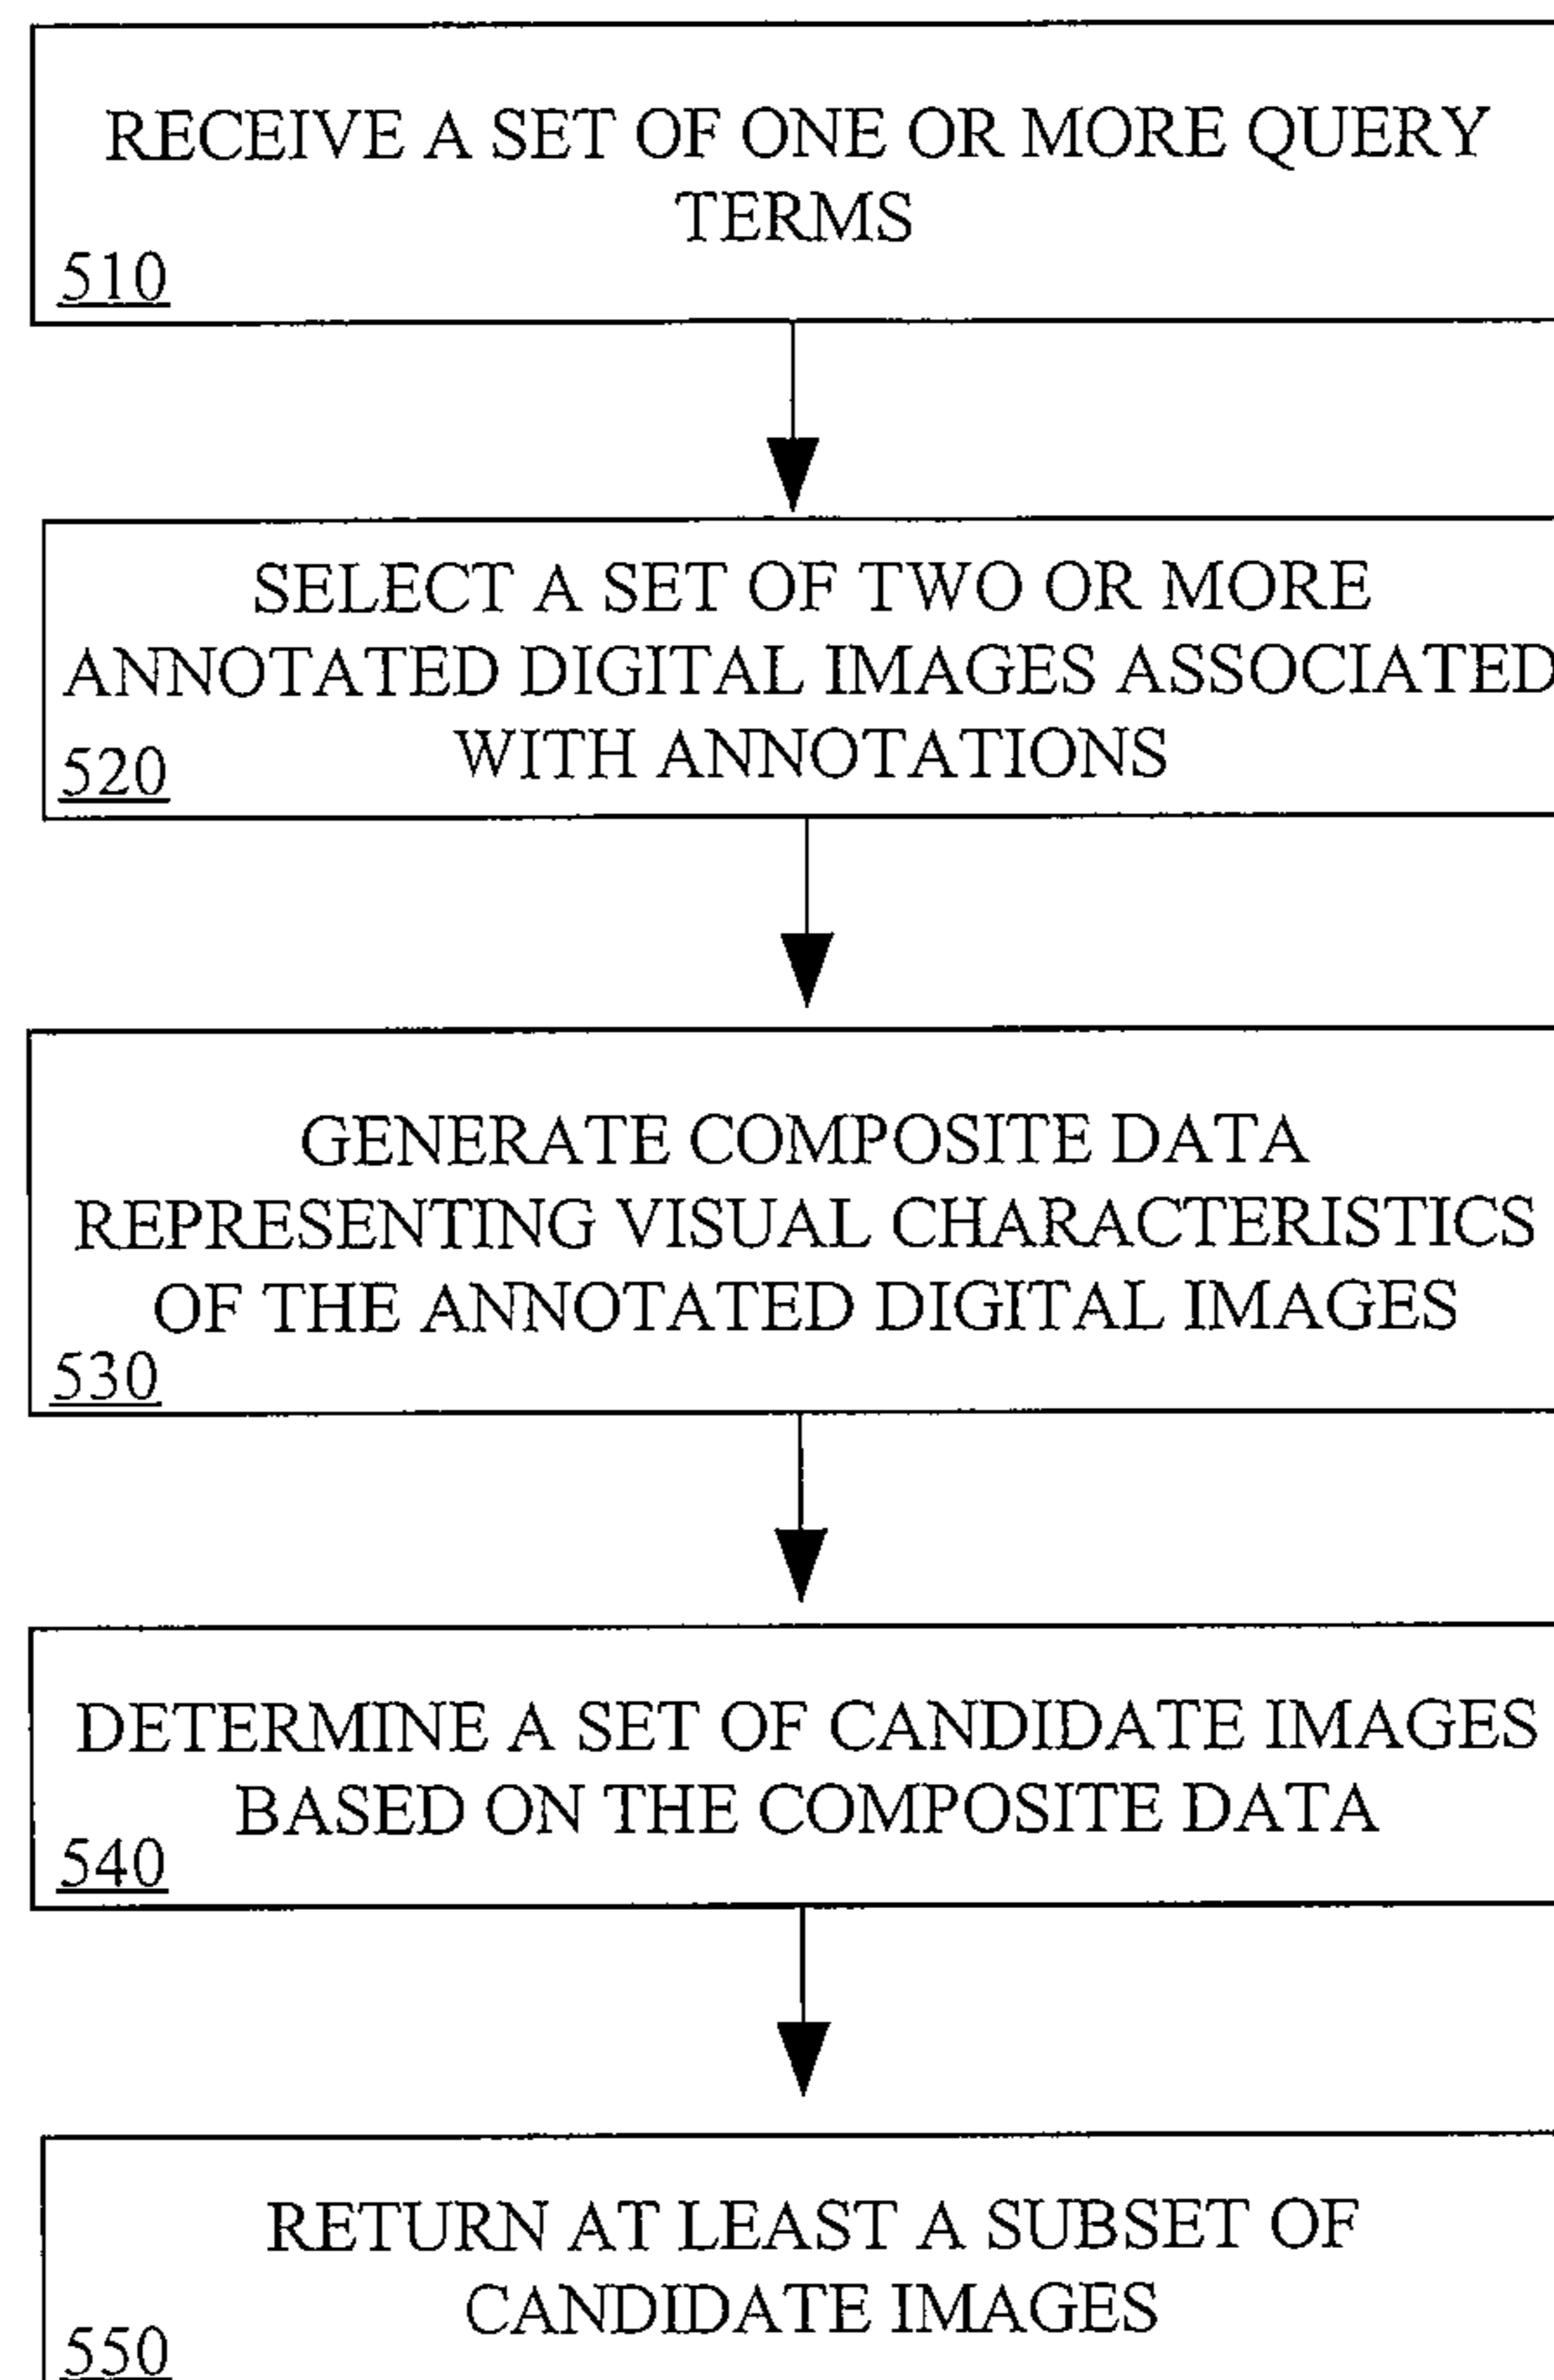 RECEIVE A SET OF ONE OR MORE QUERY
TERMS
510
SELECT A SET OF TWO OR MORE
ANNOTATED DIGITAL IMAGES ASSOCIATED
WITH ANNOTATIONS
520
GENERATE COMPOSITE DATA
REPRESENTING VISUAL CHARACTERISTICS
OF THE ANNOTATED DIGITAL IMAGES
530
DETERMINE A SET OF CANDIDATE IMAGES
BASED ON THE COMPOSITE DATA
540
RETURN AT LEAST A SUBSET OF
CANDIDATE IMAGES
550